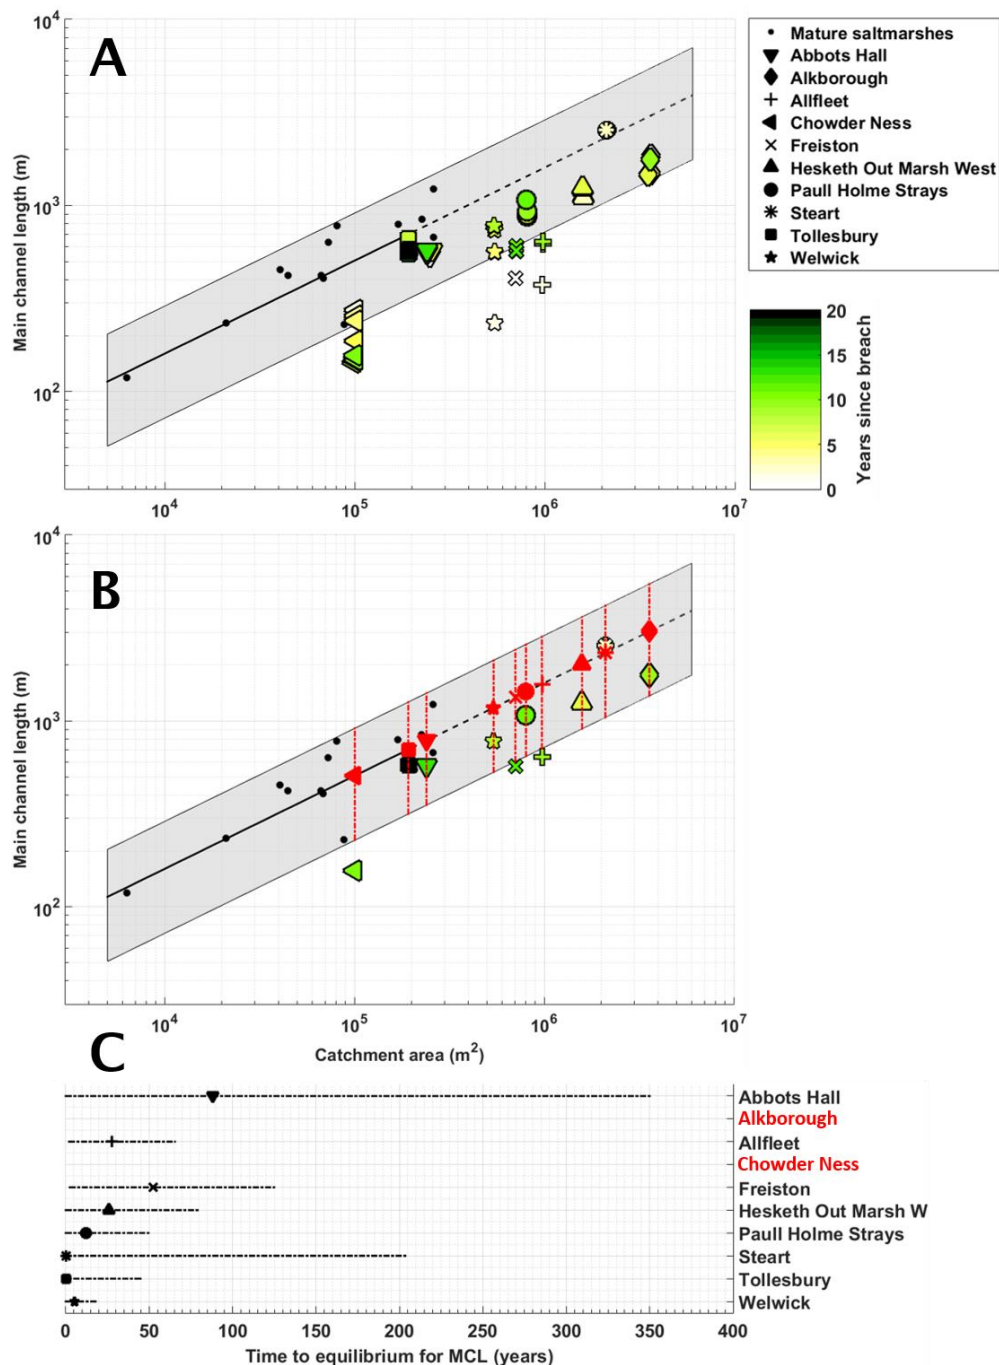 A
10^4
10^3
10^2
Main channel length (m)
10^4
10^5
10^6
10^7
Mature saltmarshes
Abbots Hall
Alkborough
Allfleet
Chowder Ness
Freiston
Hesketh Out Marsh West
Paull Holme Strays
Steart
Tollesbury
Welwick
20
15
10
5
0
Years since breach
B
10^4
10^3
10^2
Main channel length (m)
10^4
10^5
10^6
10^7
Catchment area (m^2)
C
Abbots Hall
Alkborough
Allfleet
Chowder Ness
Freiston
Hesketh Out Marsh W
Paull Holme Strays
Steart
Tollesbury
Welwick
0 50 100 150 200 250 300 350 400
Time to equilibrium for MCL (years)